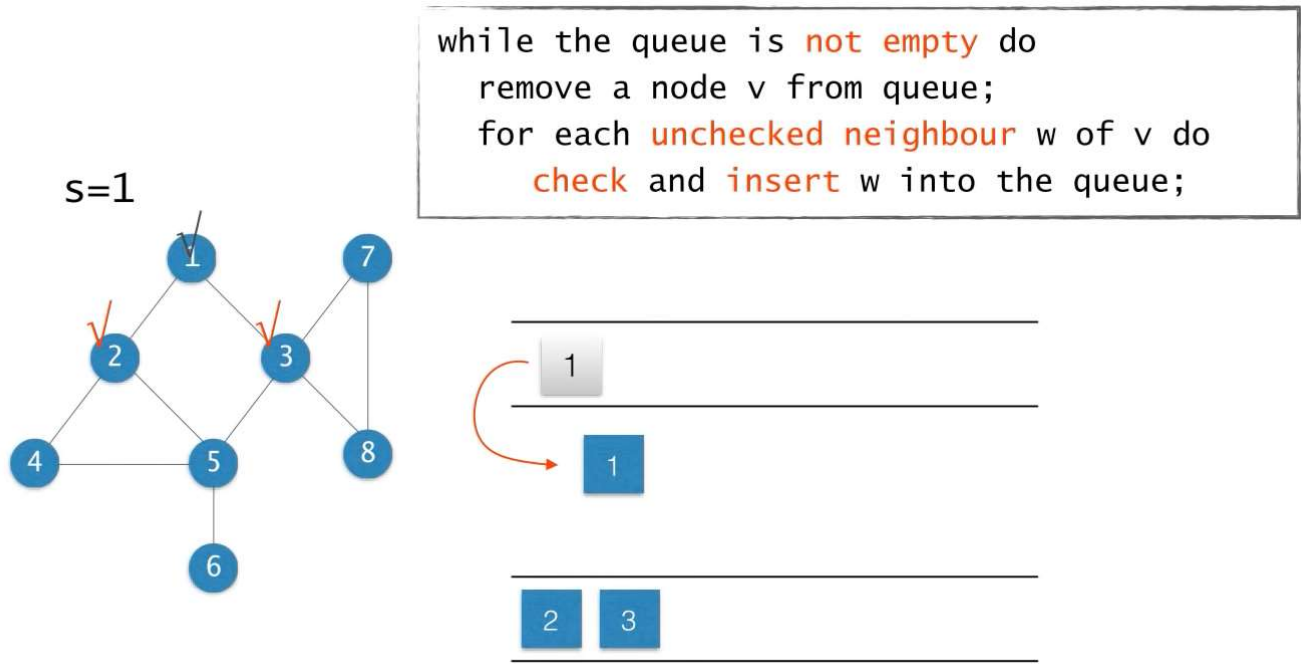 while the queue is not empty do
remove a node v from queue;
for each unchecked neighbour w of v do
check and insert w into the queue;
s=1
√
1
7
√
√
2
3
1
4
5
8
1
6
2 3